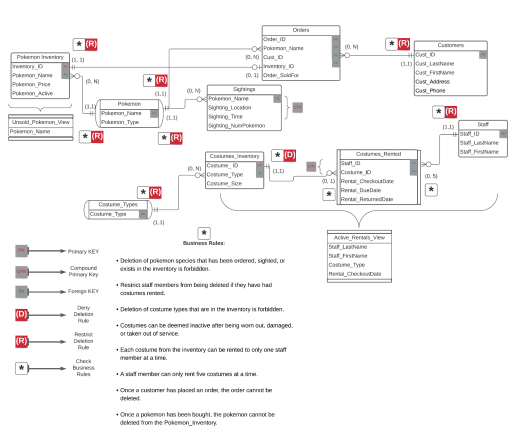 Orders
Order_ID
Pokemon_Name
Cust_ID
Inventory_ID
Order_SoldFor
(0, N)
(0, N)
(0, 1)
* (R)
Customers
Cust_ID
Cust_LastName
Cust_FirstName
Cust_Address
Cust_Phone
(1,1)
* (R)
(1, 1)
Pokemon Inventory
Inventory_ID
Pokemon_Name
Pokemon_Price
Pokemon_Active
(0, N)
Unsold_Pokemon_View
Pokemon_Name
* (R)
(1,1)
(1,1)
Pokemon
Pokemon_Name
Pokemon_Type
(1,1)
* (R)
* (R)
(0, N)
Sightings
Pokemon_Name
Sighting_Location
Sighting_Time
Sighting_NumPokemon
* (R)
Staff
Staff_ID
Staff_LastName
Staff_FirstName
(1,1)
Costumes_Inventory
Costume_ID
Costume_Type
Costume_Size
(0, N)
* (D)
(1,1)
Costumes_Rented
Staff_ID
Costume_ID
Rental_CheckoutDate
Rental_DueDate
Rental_ReturnedDate
(0, 1)
*
(0, 5)
*
* (R)
Costume_Types
Costume_Type
(1,1)
Active_Rentals_View
Staff_LastName
Staff_FirstName
Costume_Type
Rental_CheckoutDate
*
Business Rules:
• Deletion of pokemon species that has been ordered, sighted, or
exists in the inventory is forbidden.
• Restrict staff members from being deleted if they have had
costumes rented.
• Deletion of costume types that are in the inventory is forbidden.
• Costumes can be deemed inactive after being worn out, damaged,
or taken out of service.
• Each costume from the inventory can be rented to only one staff
member at a time.
• A staff member can only rent five costumes at a time.
• Once a customer has placed an order, the order cannot be
deleted.
• Once a pokemon has been bought, the pokemon cannot be
deleted from the Pokemon_Inventory.
Primary KEY
Compound
Primary KEY
Foreign KEY
(D)
Deny
Deletion
Rule
(R)
Restrict
Deletion
Rule
*
Check
Business
Rules